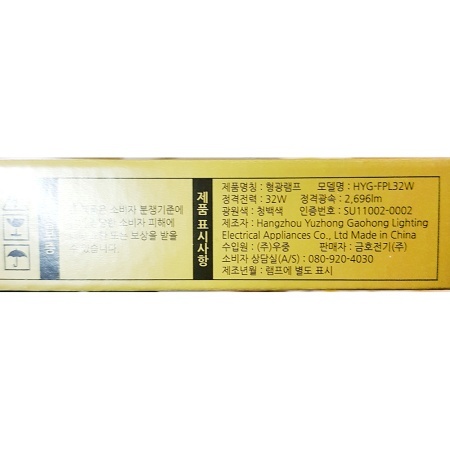 소비자 분쟁기준에
소비자 피해에
보상을 받을
제품 표시사항
제품명칭 : 형광램프 모델명 : HYG-FPL32W
정격전력 : 32W 정격광속 : 2,696lm
광원색 : 청백색 인증번호 : SU11002-0002
제조자 : Hangzhou Yuzhong Gaohong Lighting
Electrical Appliances Co., Ltd Made in China
수입원 : (주)우중 판매자 : 금호전기(주)
소비자 상담실(A/S) : 080-920-4030
제조년월 : 램프에 별도 표시